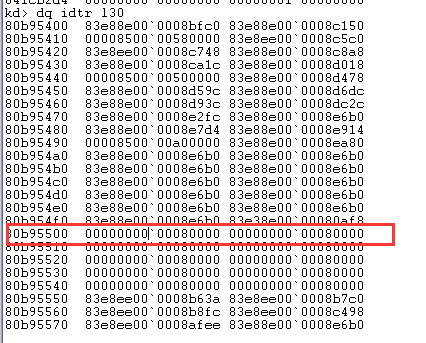 kd> dq idtr l30
80b95400  83e88e00`0008bfc0 83e88e00`0008c150
80b95410  00008500`00580000 83e8ee00`0008c5c0
80b95420  83e8ee00`0008c748 83e88e00`0008c8a8
80b95430  83e88e00`0008ca1c 83e88e00`0008d018
80b95440  00008500`00500000 83e88e00`0008d478
80b95450  83e88e00`0008d59c 83e88e00`0008d6dc
80b95460  83e88e00`0008d93c 83e88e00`0008dc2c
80b95470  83e88e00`0008e2fc 83e88e00`0008e6b0
80b95480  83e88e00`0008e7d4 83e88e00`0008e914
80b95490  00008500`00a00000 83e88e00`0008ea80
80b954a0  83e88e00`0008e6b0 83e88e00`0008e6b0
80b954b0  83e88e00`0008e6b0 83e88e00`0008e6b0
80b954c0  83e88e00`0008e6b0 83e88e00`0008e6b0
80b954d0  83e88e00`0008e6b0 83e88e00`0008e6b0
80b954e0  83e88e00`0008e6b0 83e88e00`0008e6b0
80b954f0  83e88e00`0008e6b0 83e38e00`00080af8
80b95500  00000000`00080000 00000000`00080000
80b95510  00000000`00080000 00000000`00080000
80b95520  00000000`00080000 00000000`00080000
80b95530  00000000`00080000 00000000`00080000
80b95540  00000000`00080000 00000000`00080000
80b95550  83e8ee00`0008b63a 83e8ee00`0008b7c0
80b95560  83e8ee00`0008b8fc 83e8ee00`0008c498
80b95570  83e8ee00`0008afee 83e88e00`0008e6b0